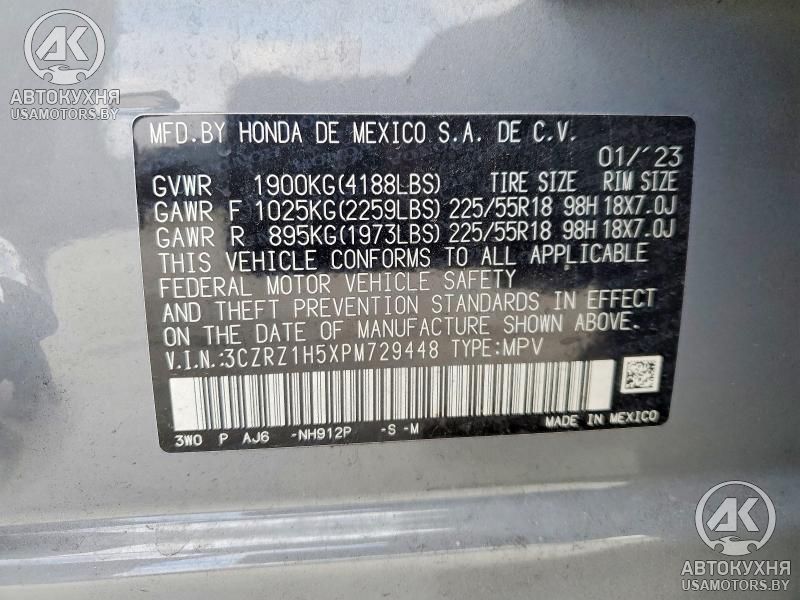 AK
АВТОКУХНЯ
USAMOTORS.BY
MFD.BY HONDA DE MEXICO S.A. DE C.V.
01/'23
GVWR 1900KG(4188LBS) TIRE SIZE RIM SIZE
GAWR F 1025KG(2259LBS) 225/55R18 98H 18X7.0J
GAWR R 895KG(1973LBS) 225/55R18 98H 18X7.0J
THIS VEHICLE CONFORMS TO ALL APPLICABLE
FEDERAL MOTOR VEHICLE SAFETY
AND THEFT PREVENTION STANDARDS IN EFFECT
ON THE DATE OF MANUFACTURE SHOWN ABOVE.
V.I.N.:3CZRZ1H5XPM729448 TYPE:MPV
3WO P AJ6 -NH912P -S -M
MADE IN MEXICO
AK
АВТОКУХНЯ
USAMOTORS.BY